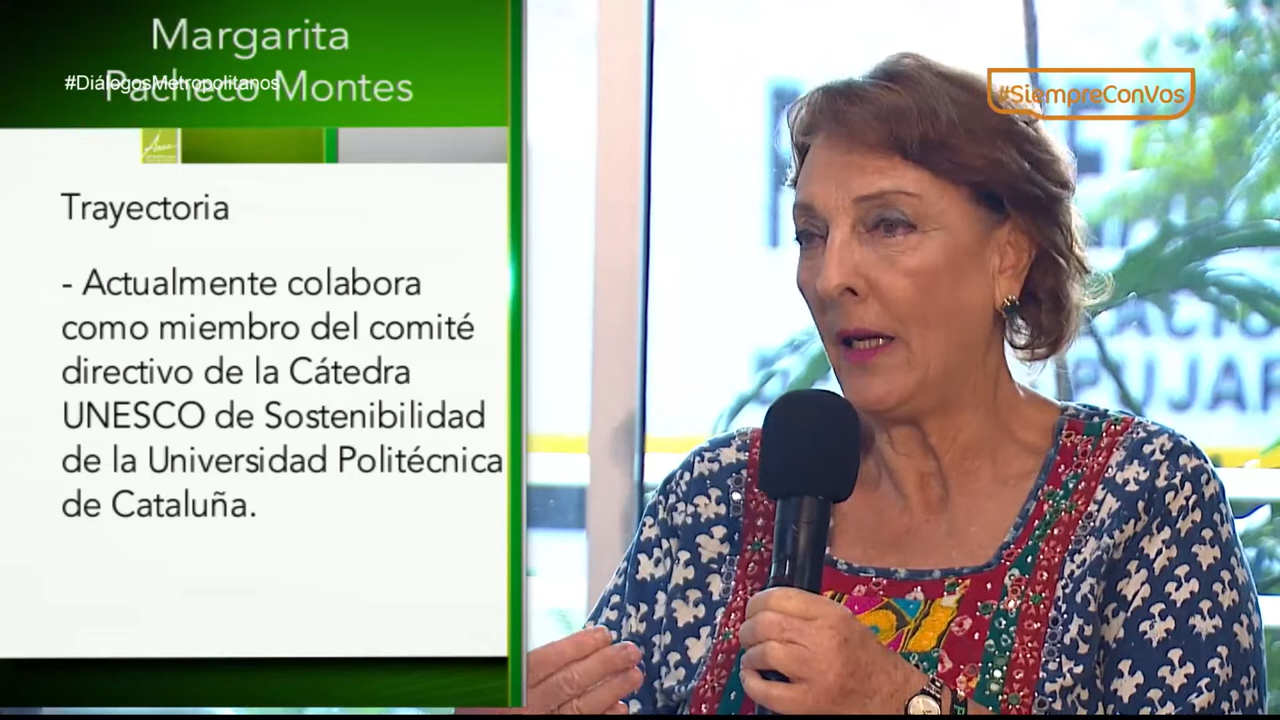 Margarita
Pacheco Montes
#DiálogosMetropolitanos
#SiempreConVos
Trayectoria
- Actualmente colabora
como miembro del comité
directivo de la Cátedra
UNESCO de Sostenibilidad
de la Universidad Politécnica
de Cataluña.